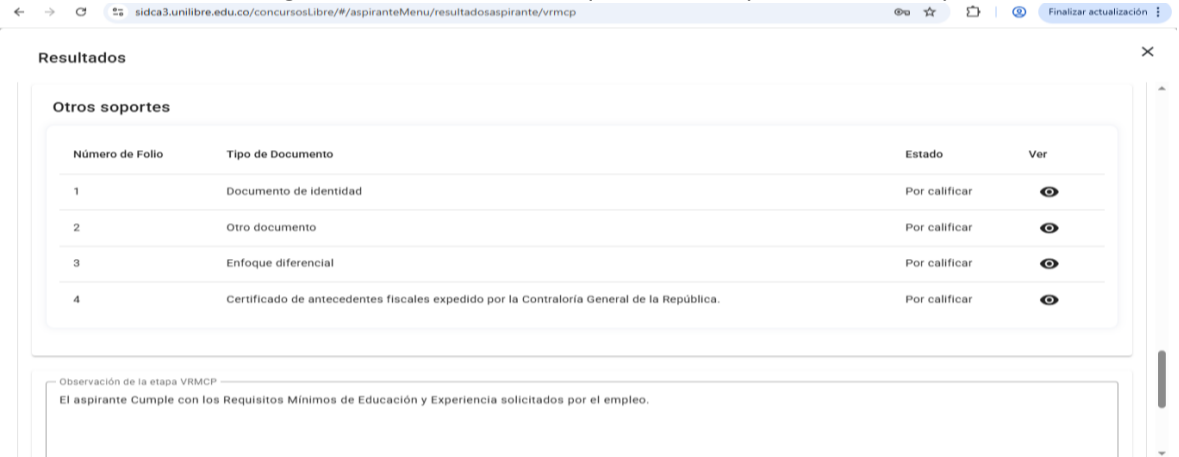 sidca3.unilibre.edu.co/concursosLibre/#/aspiranteMenu/resultadosaspirante/vrmcp
Finalizar actualización
Resultados
Otros soportes
Número de Folio Tipo de Documento Estado Ver
1 Documento de identidad Por calificar
2 Otro documento Por calificar
3 Enfoque diferencial Por calificar
4 Certificado de antecedentes fiscales expedido por la Contraloría General de la República. Por calificar
Observación de la etapa VRMCP
El aspirante Cumple con los Requisitos Mínimos de Educación y Experiencia solicitados por el empleo.